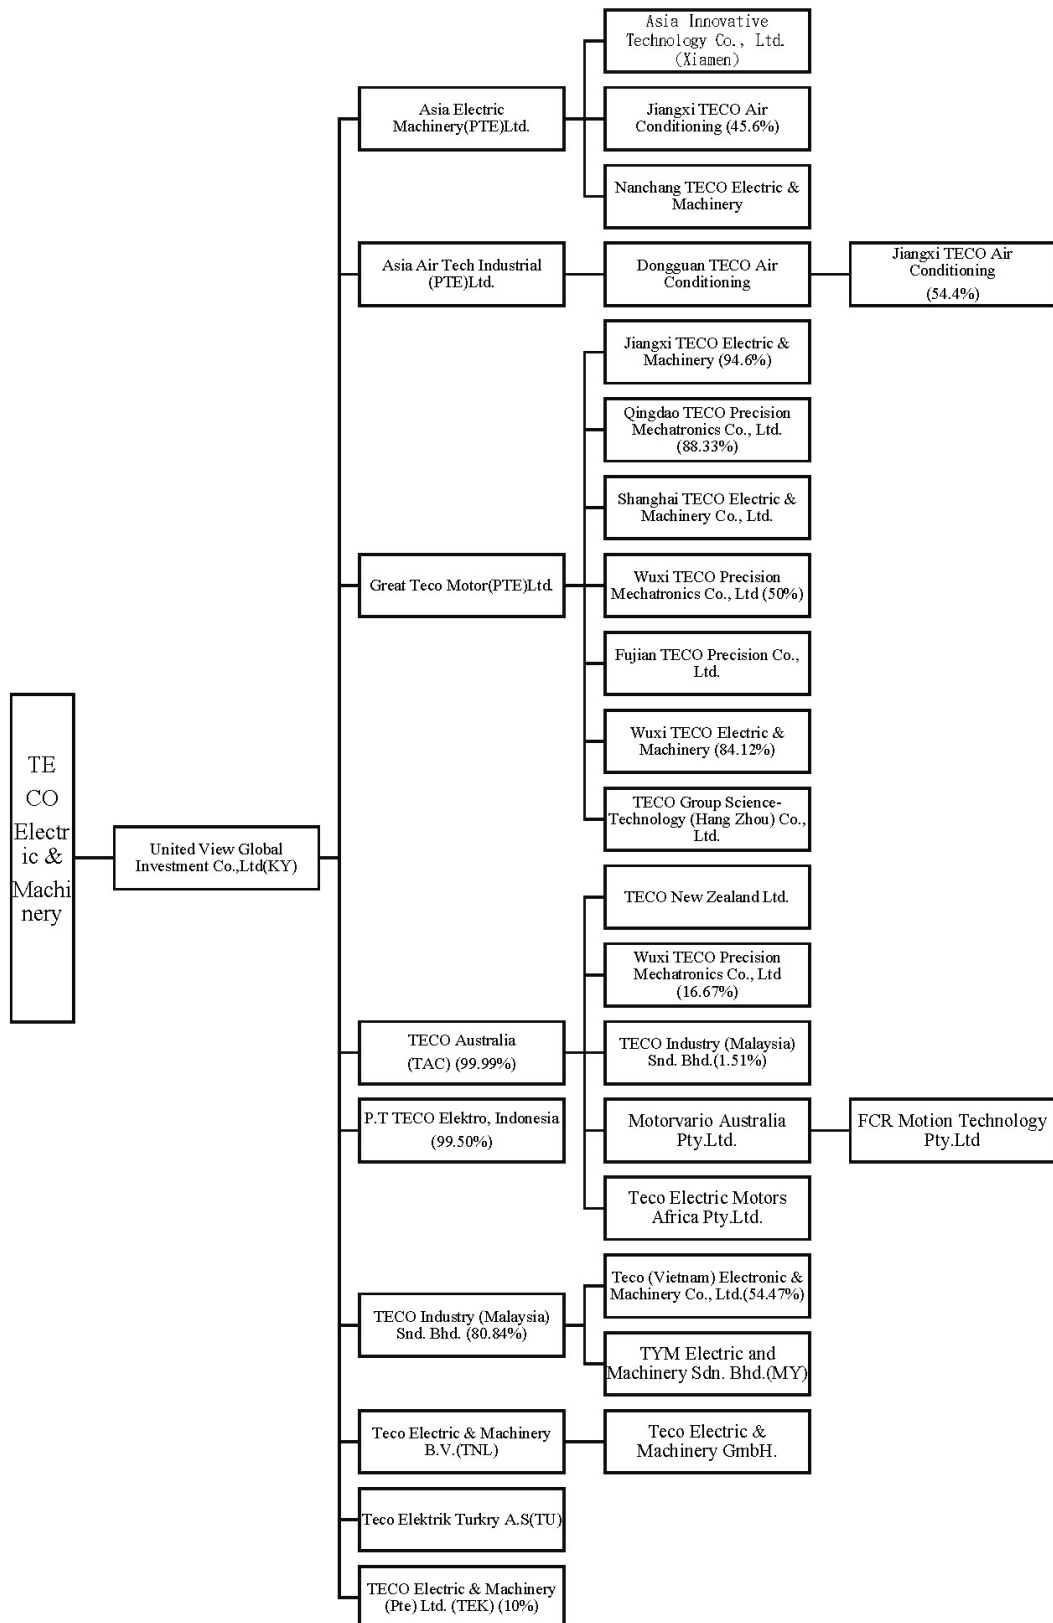 TE
CO
Electr
ic &
Machi
nery
United View Global
Investment Co.,Ltd(KY)
Asia Electric
Machinery(PTE)Ltd.
Asia Innovative
Technology Co., Ltd.
(Xiamen)
Jiangxi TECO Air
Conditioning (45.6%)
Nanchang TECO Electric &
Machinery
Asia Air Tech Industrial
(PTE)Ltd.
Dongguan TECO Air
Conditioning
Jiangxi TECO Air
Conditioning
(54.4%)
Great Teco Motor(PTE)Ltd.
Jiangxi TECO Electric &
Machinery (94.6%)
Qingdao TECO Precision
Mechatronics Co., Ltd.
(88.33%)
Shanghai TECO Electric &
Machinery Co., Ltd.
Wuxi TECO Precision
Mechatronics Co., Ltd (50%)
Fujian TECO Precision Co.,
Ltd.
Wuxi TECO Electric &
Machinery (84.12%)
TECO Group Science-
Technology (Hang Zhou) Co.,
Ltd.
TECO Australia
(TAC) (99.99%)
TECO New Zealand Ltd.
Wuxi TECO Precision
Mechatronics Co., Ltd
(16.67%)
TECO Industry (Malaysia)
Snd. Bhd.(1.51%)
Motorvario Australia
Pty.Ltd.
FCR Motion Technology
Pty.Ltd
Teco Electric Motors
Africa Pty.Ltd.
P.T TECO Elektro, Indonesia
(99.50%)
TECO Industry (Malaysia)
Snd. Bhd. (80.84%)
Teco (Vietnam) Electronic &
Machinery Co., Ltd.(54.47%)
TYM Electric and
Machinery Sdn. Bhd.(MY)
Teco Electric & Machinery
B.V.(TNL)
Teco Electric &
Machinery GmbH.
Teco Elektrik Turkry A.S(TU)
TECO Electric & Machinery
(Pte) Ltd. (TEK) (10%)